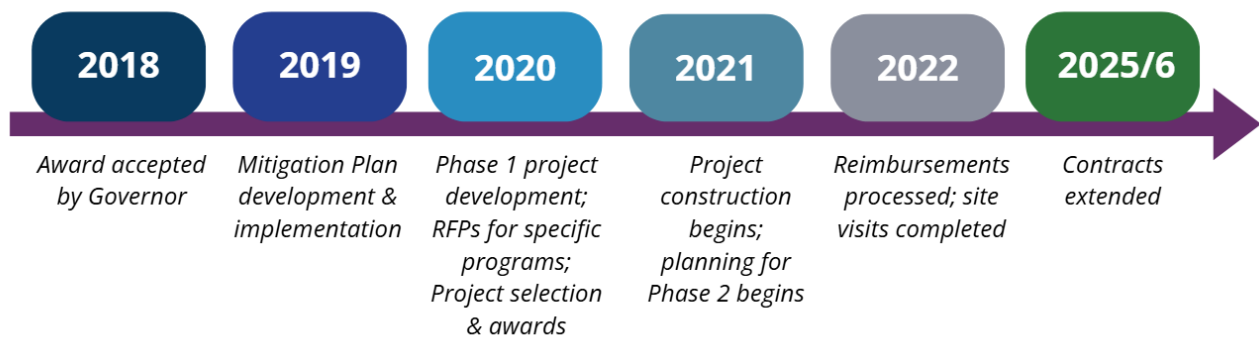 2018
Award accepted
by Governor
2019
Mitigation Plan
development &
implementation
2020
Phase 1 project
development;
RFPs for specific
programs;
Project selection
& awards
2021
Project
construction
begins;
planning for
Phase 2 begins
2022
Reimbursements
processed; site
visits completed
2025/6
Contracts
extended